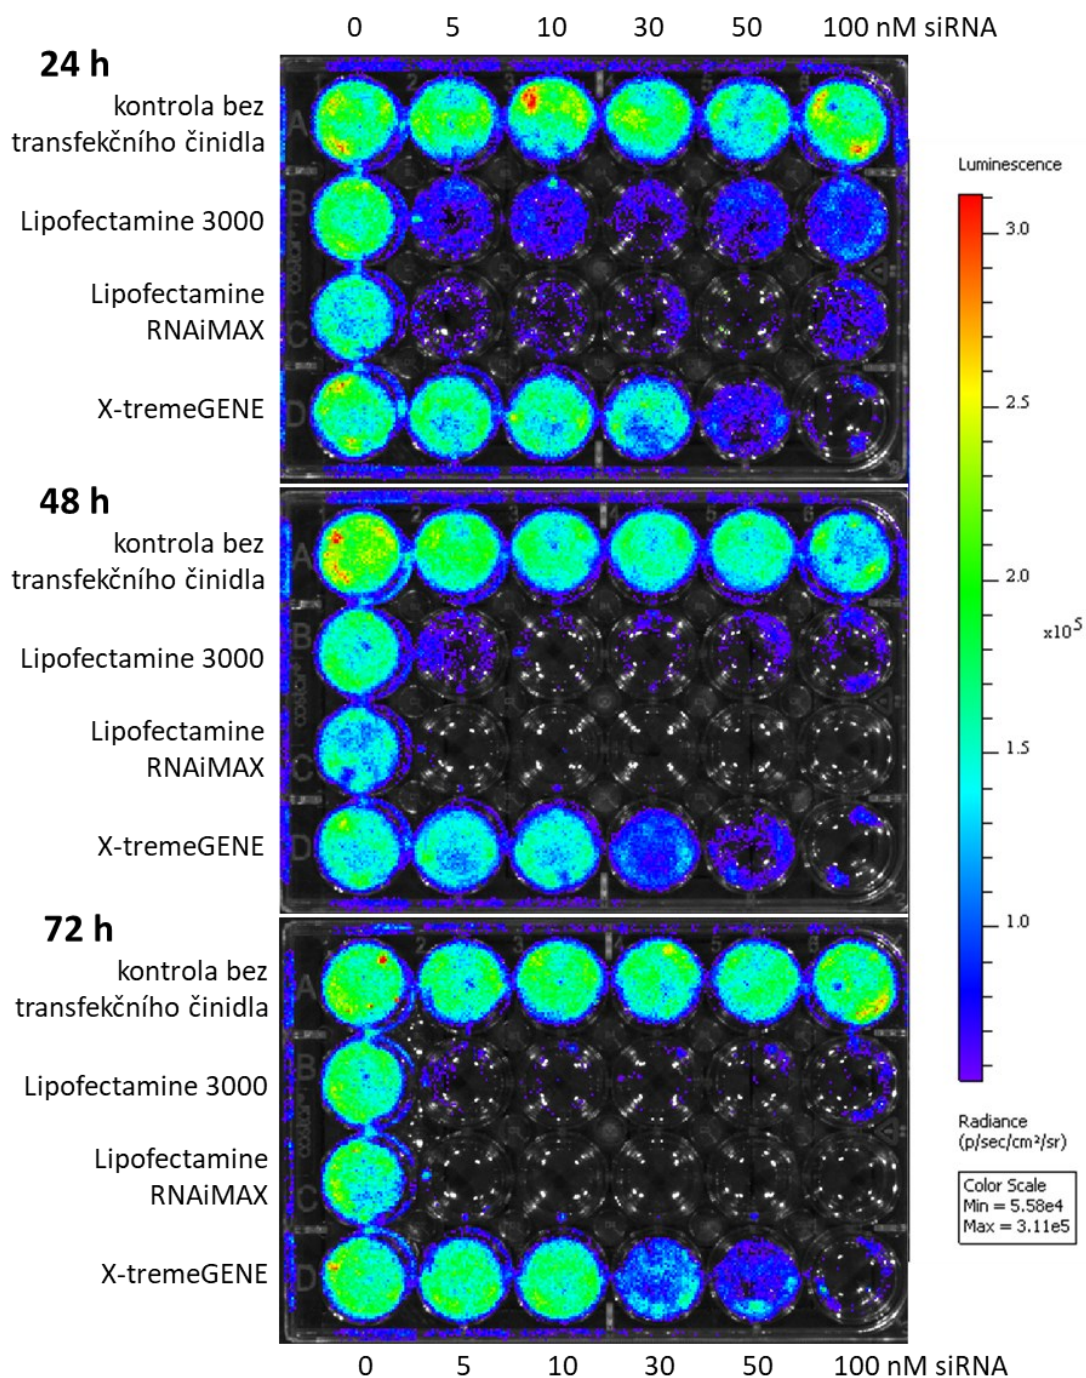 0 5 10 30 50 100 nM siRNA
24 h
kontrola bez
transfekčního činidla
Lipofectamine 3000
Lipofectamine
RNAiMAX
X-tremeGENE
48 h
kontrola bez
transfekčního činidla
Lipofectamine 3000
Lipofectamine
RNAiMAX
X-tremeGENE
72 h
kontrola bez
transfekčního činidla
Lipofectamine 3000
Lipofectamine
RNAiMAX
X-tremeGENE
0 5 10 30 50 100 nM siRNA
Luminescence
3.0
2.5
2.0
x10⁵
1.5
1.0
Radiance
(p/sec/cm²/sr)
Color Scale
Min = 5.58e4
Max = 3.11e5